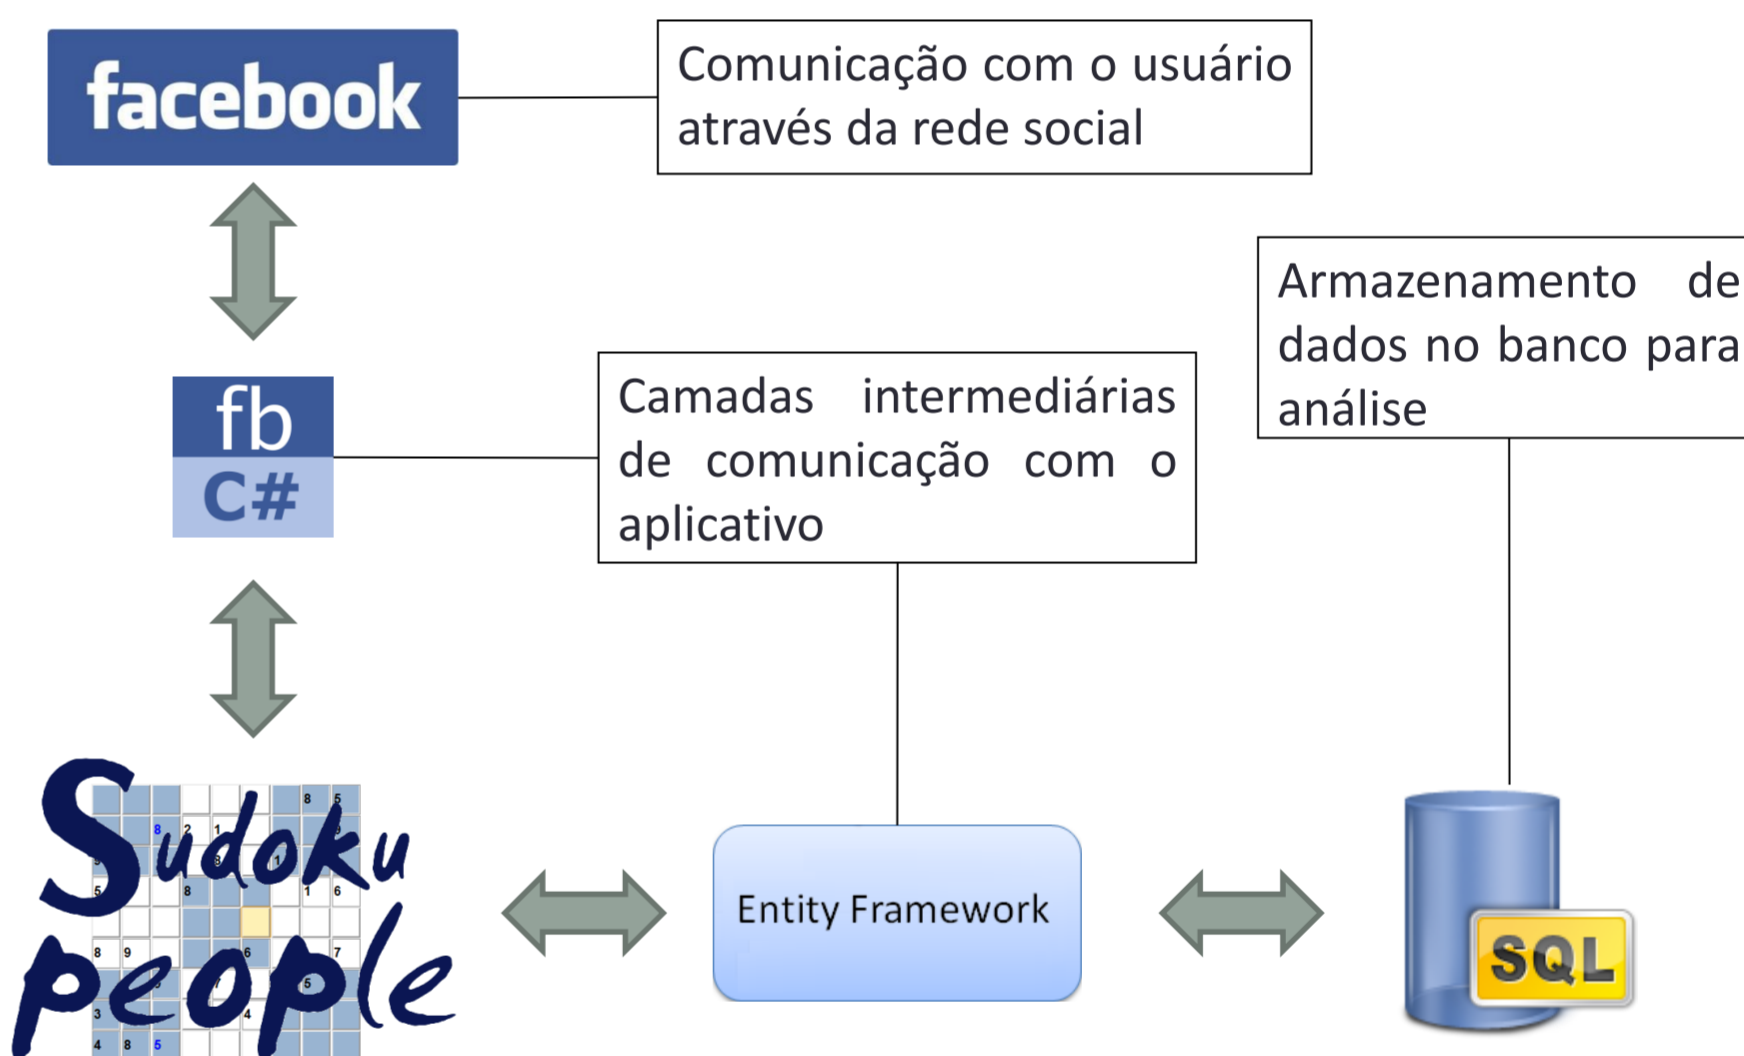 facebook
Comunicação com o usuário
através da rede social
Armazenamento de
dados no banco para
análise
fb
C#
Camadas intermediárias
de comunicação com o
aplicativo
Sudoku
people
Entity Framework
SQL